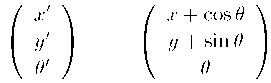 ( x′ ) ( x + cos θ )
( y′ ) ( y + sin θ )
( θ′ ) ( θ )